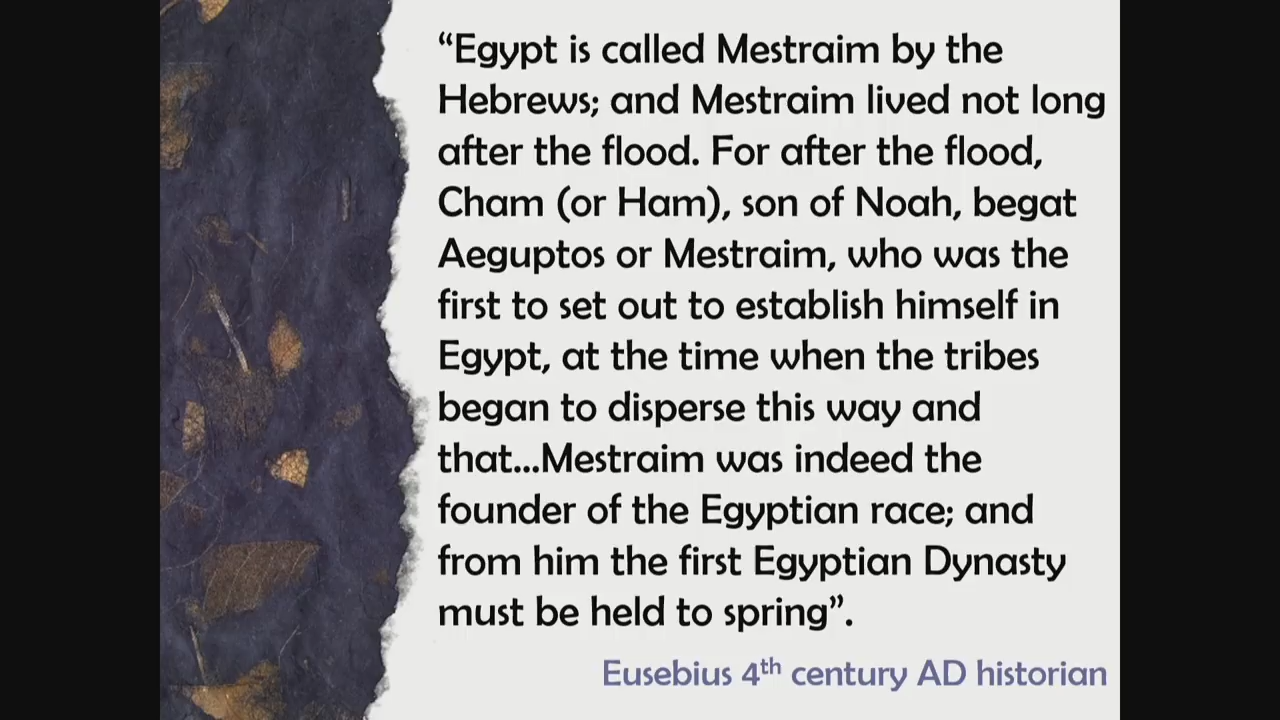 “Egypt is called Mestraim by the
Hebrews; and Mestraim lived not long
after the flood. For after the flood,
Cham (or Ham), son of Noah, begat
Aeguptos or Mestraim, who was the
first to set out to establish himself in
Egypt, at the time when the tribes
began to disperse this way and
that...Mestraim was indeed the
founder of the Egyptian race; and
from him the first Egyptian Dynasty
must be held to spring”.
Eusebius 4th century AD historian